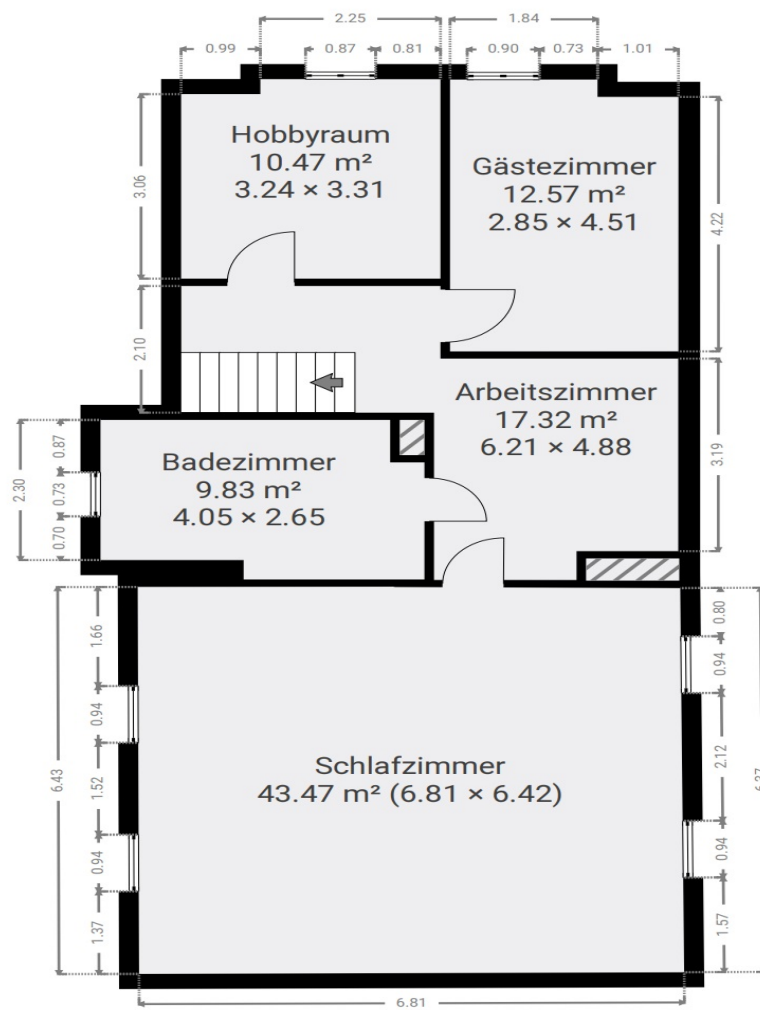 2.25
1.84
0.99
0.87
0.81
0.90
0.73
1.01
Hobbyraum
10.47 m²
3.24 × 3.31
Gästezimmer
12.57 m²
2.85 × 4.51
3.06
4.22
2.10
Arbeitszimmer
17.32 m²
6.21 × 4.88
3.19
Badezimmer
9.83 m²
4.05 × 2.65
2.30
0.87
0.73
0.70
Schlafzimmer
43.47 m² (6.81 × 6.42)
6.43
1.66
0.94
1.52
0.94
1.37
0.80
0.94
2.12
0.94
1.57
6.81